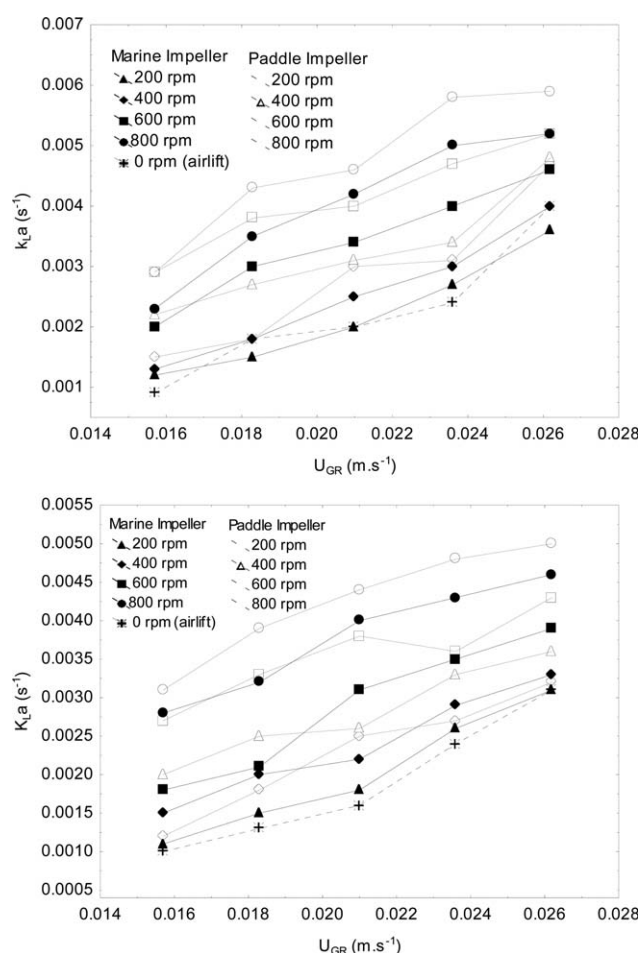 0.007
0.006
0.005
0.004
0.003
0.002
0.001
kLa (s-1)
Marine Impeller Paddle Impeller
200 rpm 200 rpm
400 rpm 400 rpm
600 rpm 600 rpm
800 rpm 800 rpm
0 rpm (airlift)
0.014 0.016 0.018 0.020 0.022 0.024 0.026 0.028
UGR (m.s-1)
0.0055
0.0050
0.0045
0.0040
0.0035
0.0030
0.0025
0.0020
0.0015
0.0010
0.0005
KLa (s-1)
Marine Impeller Paddle Impeller
200 rpm 200 rpm
400 rpm 400 rpm
600 rpm 600 rpm
800 rpm 800 rpm
0 rpm (airlift)
0.014 0.016 0.018 0.020 0.022 0.024 0.026 0.028
UGR (m.s-1)